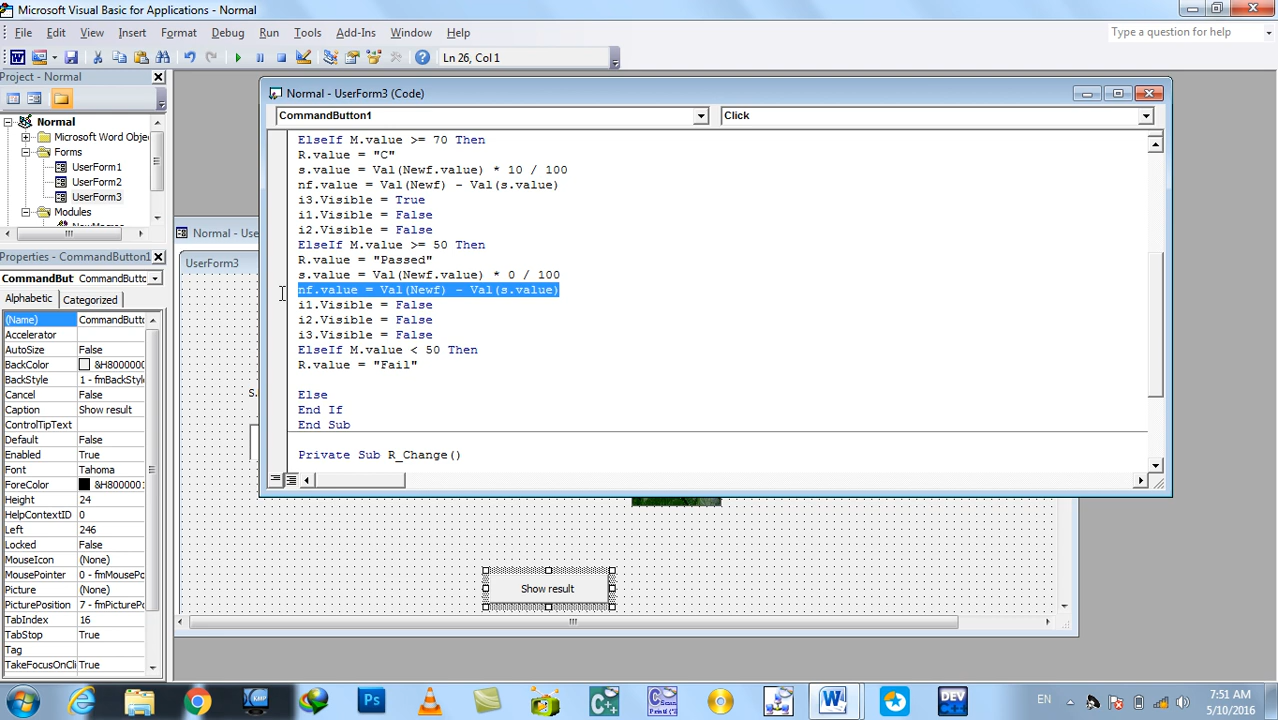 Microsoft Visual Basic for Applications - Normal
File Edit View Insert Format Debug Run Tools Add-Ins Window Help
Type a question for help
Ln 26, Col 1
Project - Normal
Normal
Microsoft Word Obje
Forms
UserForm1
UserForm2
UserForm3
Modules
Properties - CommandButton1
CommandBut CommandButto
Alphabetic Categorized
(Name) CommandButto
Accelerator
AutoSize False
BackColor &H8000000
BackStyle 1 - fmBackStyl
Cancel False
Caption Show result
ControlTipText
Default False
Enabled True
Font Tahoma
ForeColor &H8000001
Height 24
HelpContextID 0
Left 246
Locked False
MouseIcon (None)
MousePointer 0 - fmMousePo
Picture (None)
PicturePosition 7 - fmPicturePo
TabIndex 16
TabStop True
Tag
TakeFocusOnCli True
Normal - Use
UserForm3
S.
Show result
Normal - UserForm3 (Code)
CommandButton1 Click
ElseIf M.value >= 70 Then
R.value = "C"
s.value = Val(Newf.value) * 10 / 100
nf.value = Val(Newf) - Val(s.value)
i3.Visible = True
i1.Visible = False
i2.Visible = False
ElseIf M.value >= 50 Then
R.value = "Passed"
s.value = Val(Newf.value) * 0 / 100
nf.value = Val(Newf) - Val(s.value)
i1.Visible = False
i2.Visible = False
i3.Visible = False
ElseIf M.value < 50 Then
R.value = "Fail"
Else
End If
End Sub
Private Sub R_Change()
EN
7:51 AM
5/10/2016